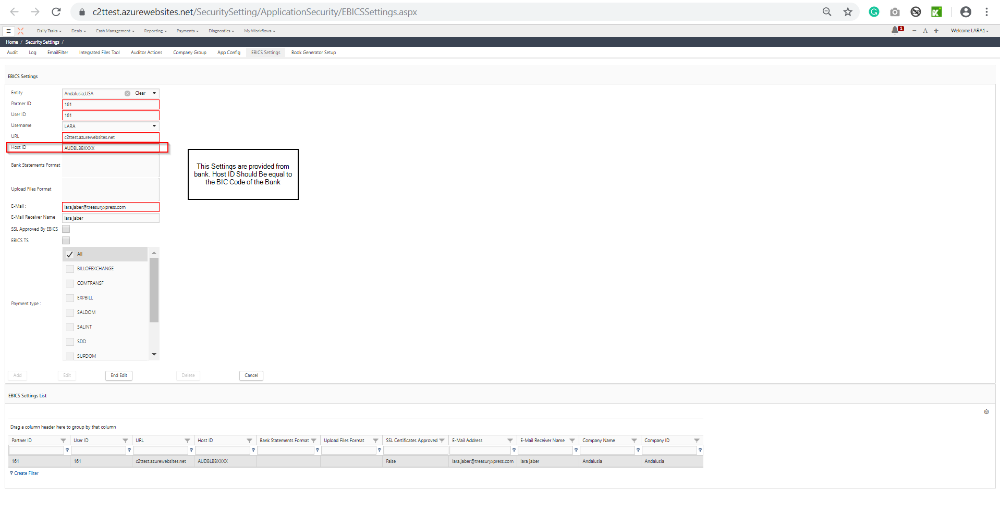 c2ttest.azurewebsites.net/SecuritySetting/ApplicationSecurity/EBICSSettings.aspx
Daily Tasks Deals Cash Management Reporting Payments Diagnostics My Workflows 1 − A + Welcome LARA1
Home / Security Settings /
Audit Log EmailFilter Integrated Files Tool Auditor Actions Company Group App Config EBICS Settings Book Generator Setup
EBICS Settings
Entity Andalusia;USA Clear
Partner ID 161
User ID 161
Username LARA
URL c2ttest.azurewebsites.net
Host ID AUDBLBBXXXX
This Settings are provided from
bank. Host ID Should Be equal to
the BIC Code of the Bank
Bank Statements Format
Upload Files Format
E-Mail : lara.jaber@treasuryxpress.com
E-Mail Receiver Name lara jaber
SSL Approved By EBICS
EBICS TS
Payment type :
All
BILLOFEXCHANGE
COMTRANSF
EXPBILL
SALDOM
SALINT
SDD
SUPDOM
Add Edit End Edit Delete Cancel
EBICS Settings List
Drag a column header here to group by that column
Partner ID User ID URL Host ID Bank Statements Format Upload Files Format SSL Certificates Approved E-Mail Address E-Mail Receiver Name Company Name Company ID
161 161 c2ttest.azurewebsites.net AUDBLBBXXXX False lara.jaber@treasuryxpress.com lara jaber Andalusia Andalusia
Create Filter